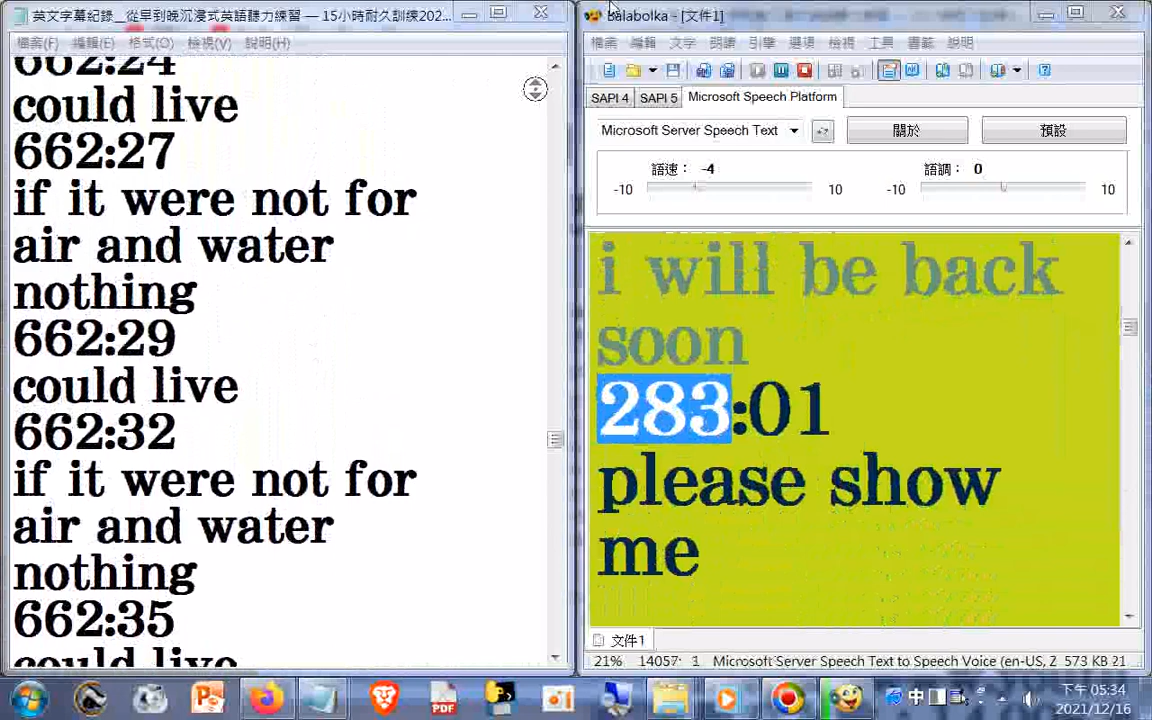 英文字幕紀錄__從早到晚沉浸式英語聽力練習 — 15小時耐久訓練202...
檔案(F) 編輯(E) 格式(O) 檢視(V) 說明(H)
662:24
could live
662:27
if it were not for
air and water
nothing
662:29
could live
662:32
if it were not for
air and water
nothing
662:35
could live
Balabolka - [文件1]
檔案 編輯 文字 朗讀 引擎 選項 檢視 工具 書籤 說明
SAPI 4 SAPI 5 Microsoft Speech Platform
Microsoft Server Speech Text 關於 預設
語速： -4 語調： 0
-10 10 -10 10
i will be back
soon
283:01
please show
me
文件1
21% 14057: 1 Microsoft Server Speech Text to Speech Voice (en-US, 2 573 KB 21
PDF
中
下午 05:34
2021/12/16